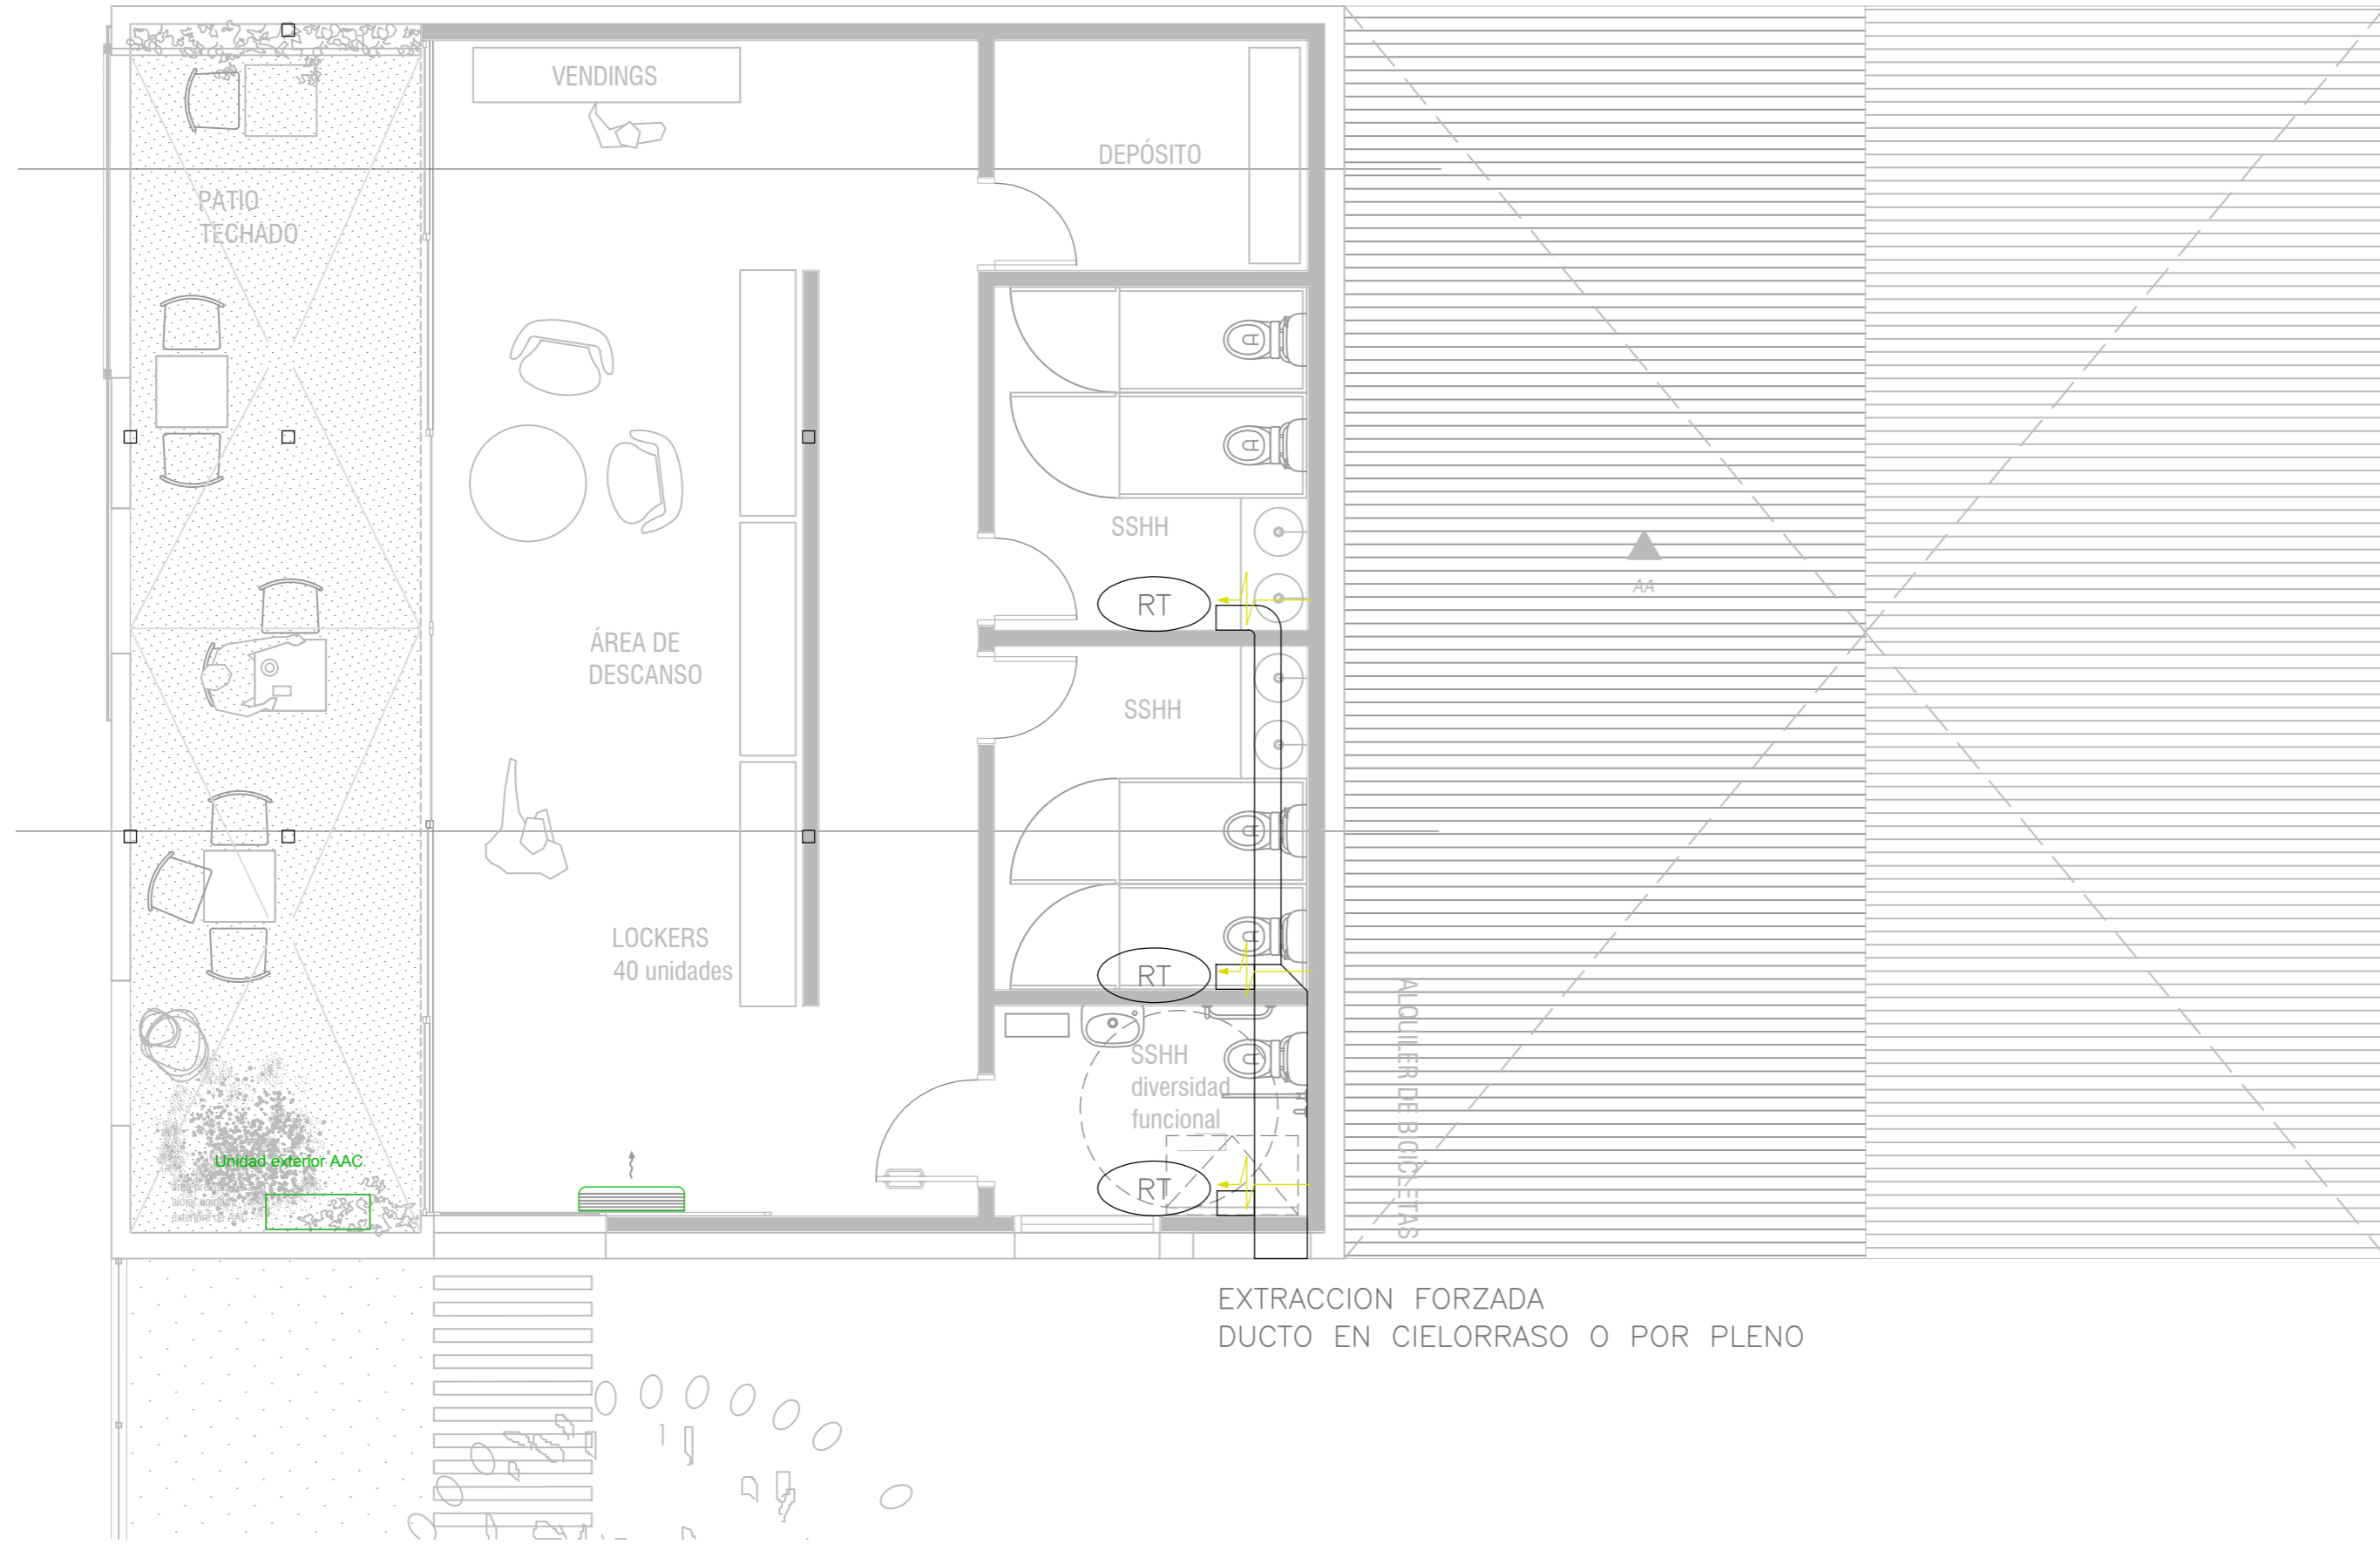 VENDINGS
DEPÓSITO
PATIO
TECHADO
SSHH
AA
RT
ÁREA DE
DESCANSO
SSHH
LOCKERS
40 unidades
RT
ALQUILER DE BICICLETAS
SSHH
diversidad
funcional
Unidad exterior AAC
RT
EXTRACCION FORZADA
DUCTO EN CIELORRASO O POR PLENO